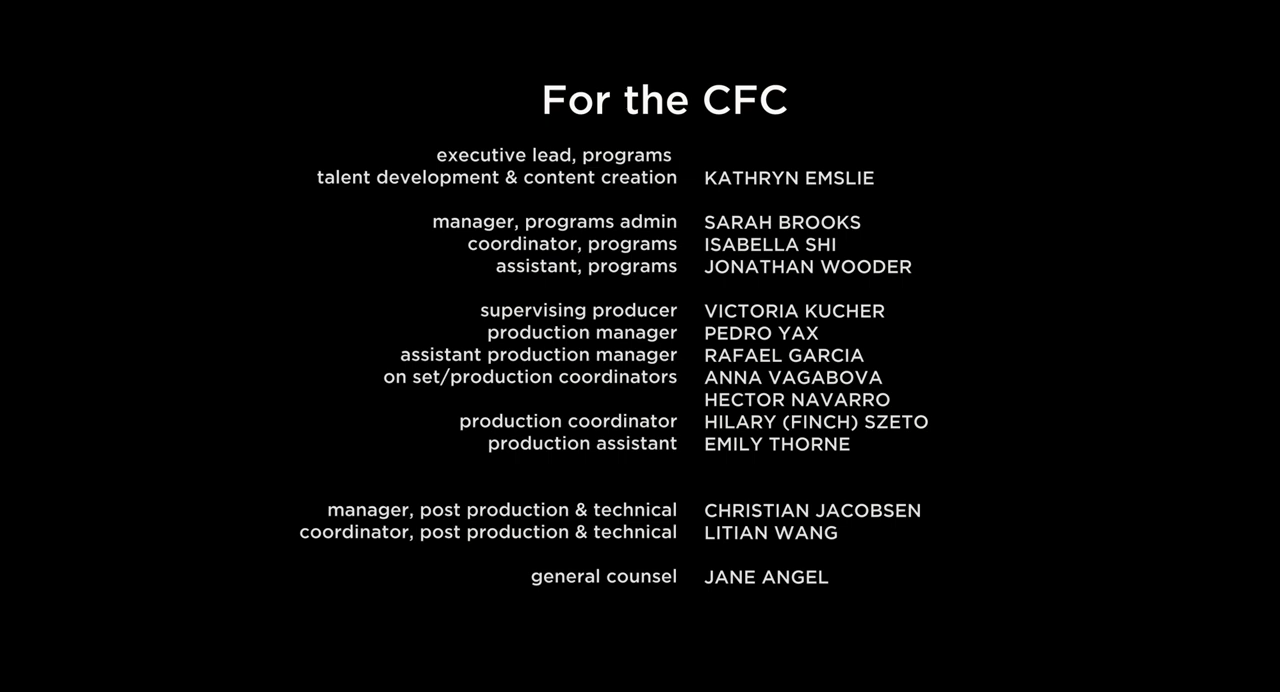 For the CFC
executive lead, programs
talent development & content creation KATHRYN EMSLIE
manager, programs admin SARAH BROOKS
coordinator, programs ISABELLA SHI
assistant, programs JONATHAN WOODER
supervising producer VICTORIA KUCHER
production manager PEDRO YAX
assistant production manager RAFAEL GARCIA
on set/production coordinators ANNA VAGABOVA
HECTOR NAVARRO
production coordinator HILARY (FINCH) SZETO
production assistant EMILY THORNE
manager, post production & technical CHRISTIAN JACOBSEN
coordinator, post production & technical LITIAN WANG
general counsel JANE ANGEL